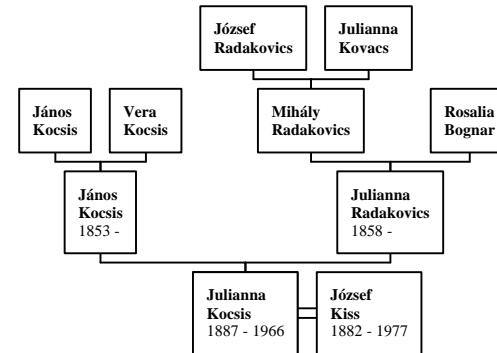 József
Radakovics
Julianna
Kovacs
János
Kocsis
Vera
Kocsis
Mihály
Radakovics
Rosalia
Bognar
János
Kocsis
1853 -
Julianna
Radakovics
1858 -
Julianna
Kocsis
1887 - 1966
József
Kiss
1882 - 1977